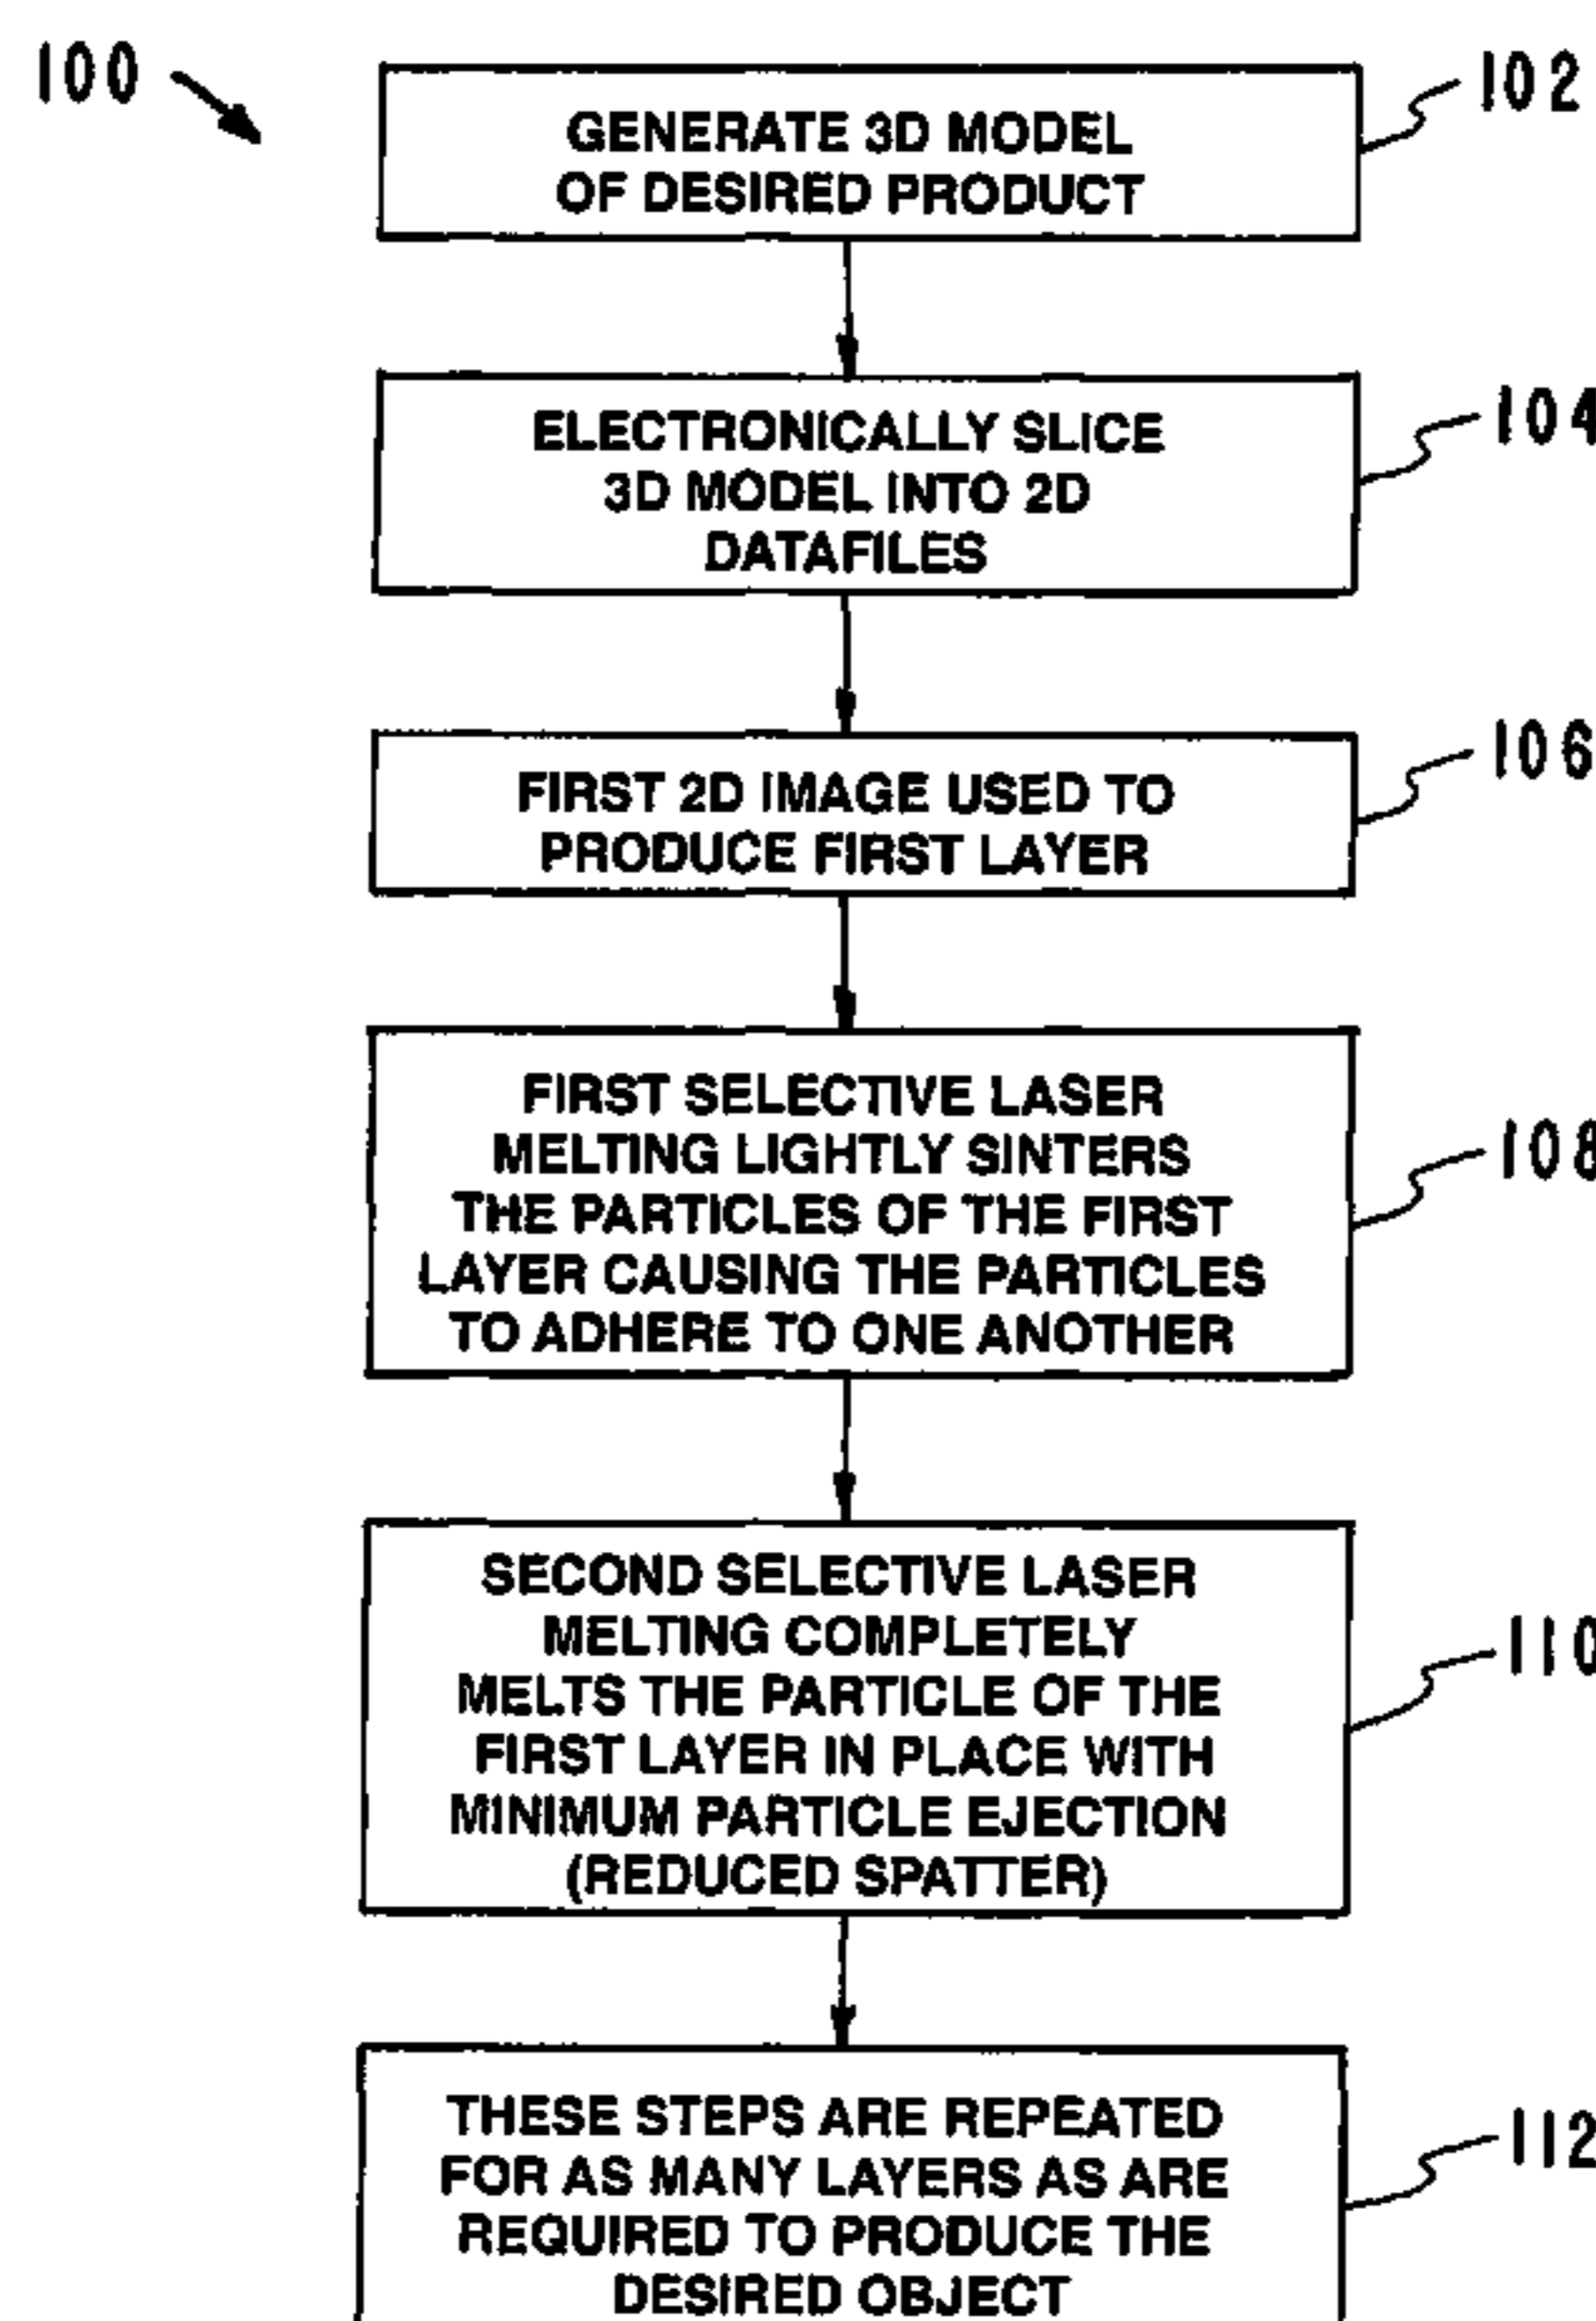 100
102
GENERATE 3D MODEL
OF DESIRED PRODUCT
104
ELECTRONICALLY SLICE
3D MODEL INTO 2D
DATAFILES
106
FIRST 2D IMAGE USED TO
PRODUCE FIRST LAYER
108
FIRST SELECTIVE LASER
MELTING LIGHTLY SINTERS
THE PARTICLES OF THE FIRST
LAYER CAUSING THE PARTICLES
TO ADHERE TO ONE ANOTHER
110
SECOND SELECTIVE LASER
MELTING COMPLETELY
MELTS THE PARTICLE OF THE
FIRST LAYER IN PLACE WITH
MINIMUM PARTICLE EJECTION
(REDUCED SPATTER)
112
THESE STEPS ARE REPEATED
FOR AS MANY LAYERS AS ARE
REQUIRED TO PRODUCE THE
DESIRED OBJECT